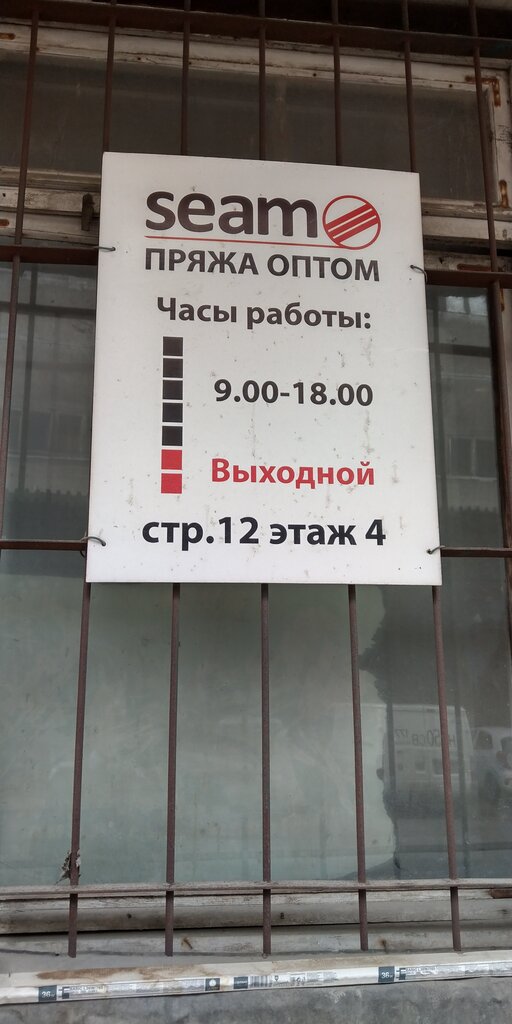 seam
ПРЯЖА ОПТОМ
Часы работы:
9.00-18.00
Выходной
стр.12 этаж 4